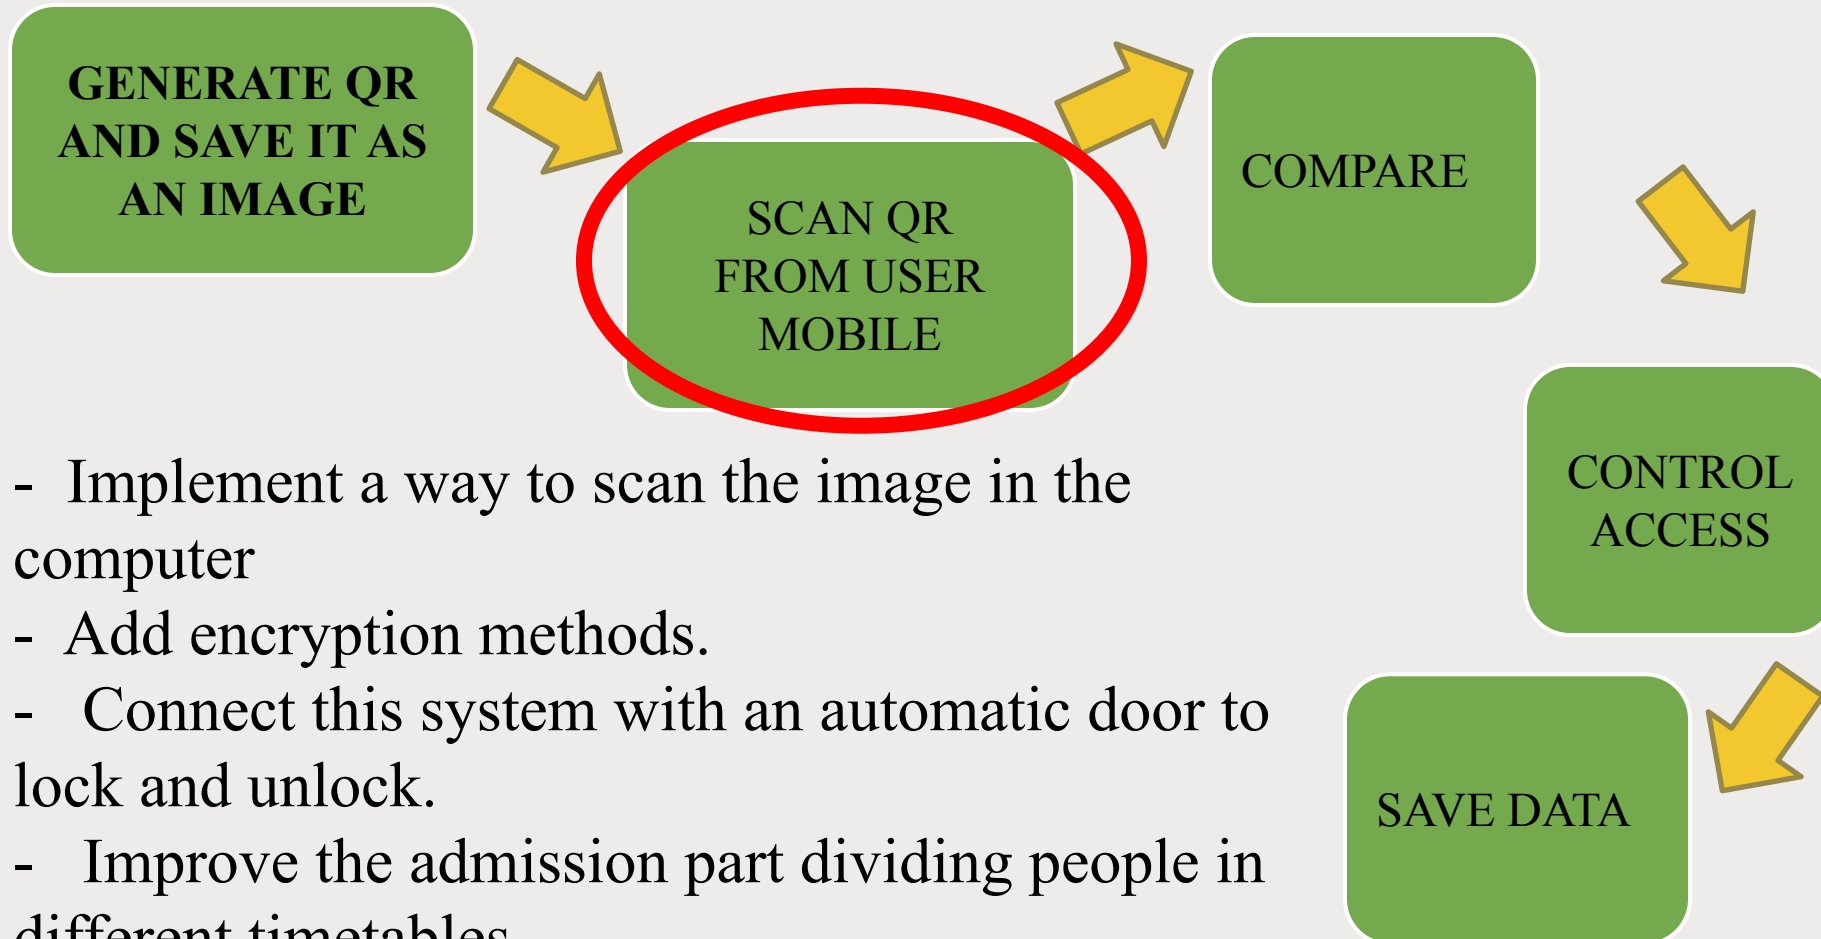 GENERATE QR
AND SAVE IT AS
AN IMAGE
SCAN QR
FROM USER
MOBILE
COMPARE
CONTROL
ACCESS
SAVE DATA
- Implement a way to scan the image in the
computer
- Add encryption methods.
- Connect this system with an automatic door to
lock and unlock.
- Improve the admission part dividing people in
different timetables